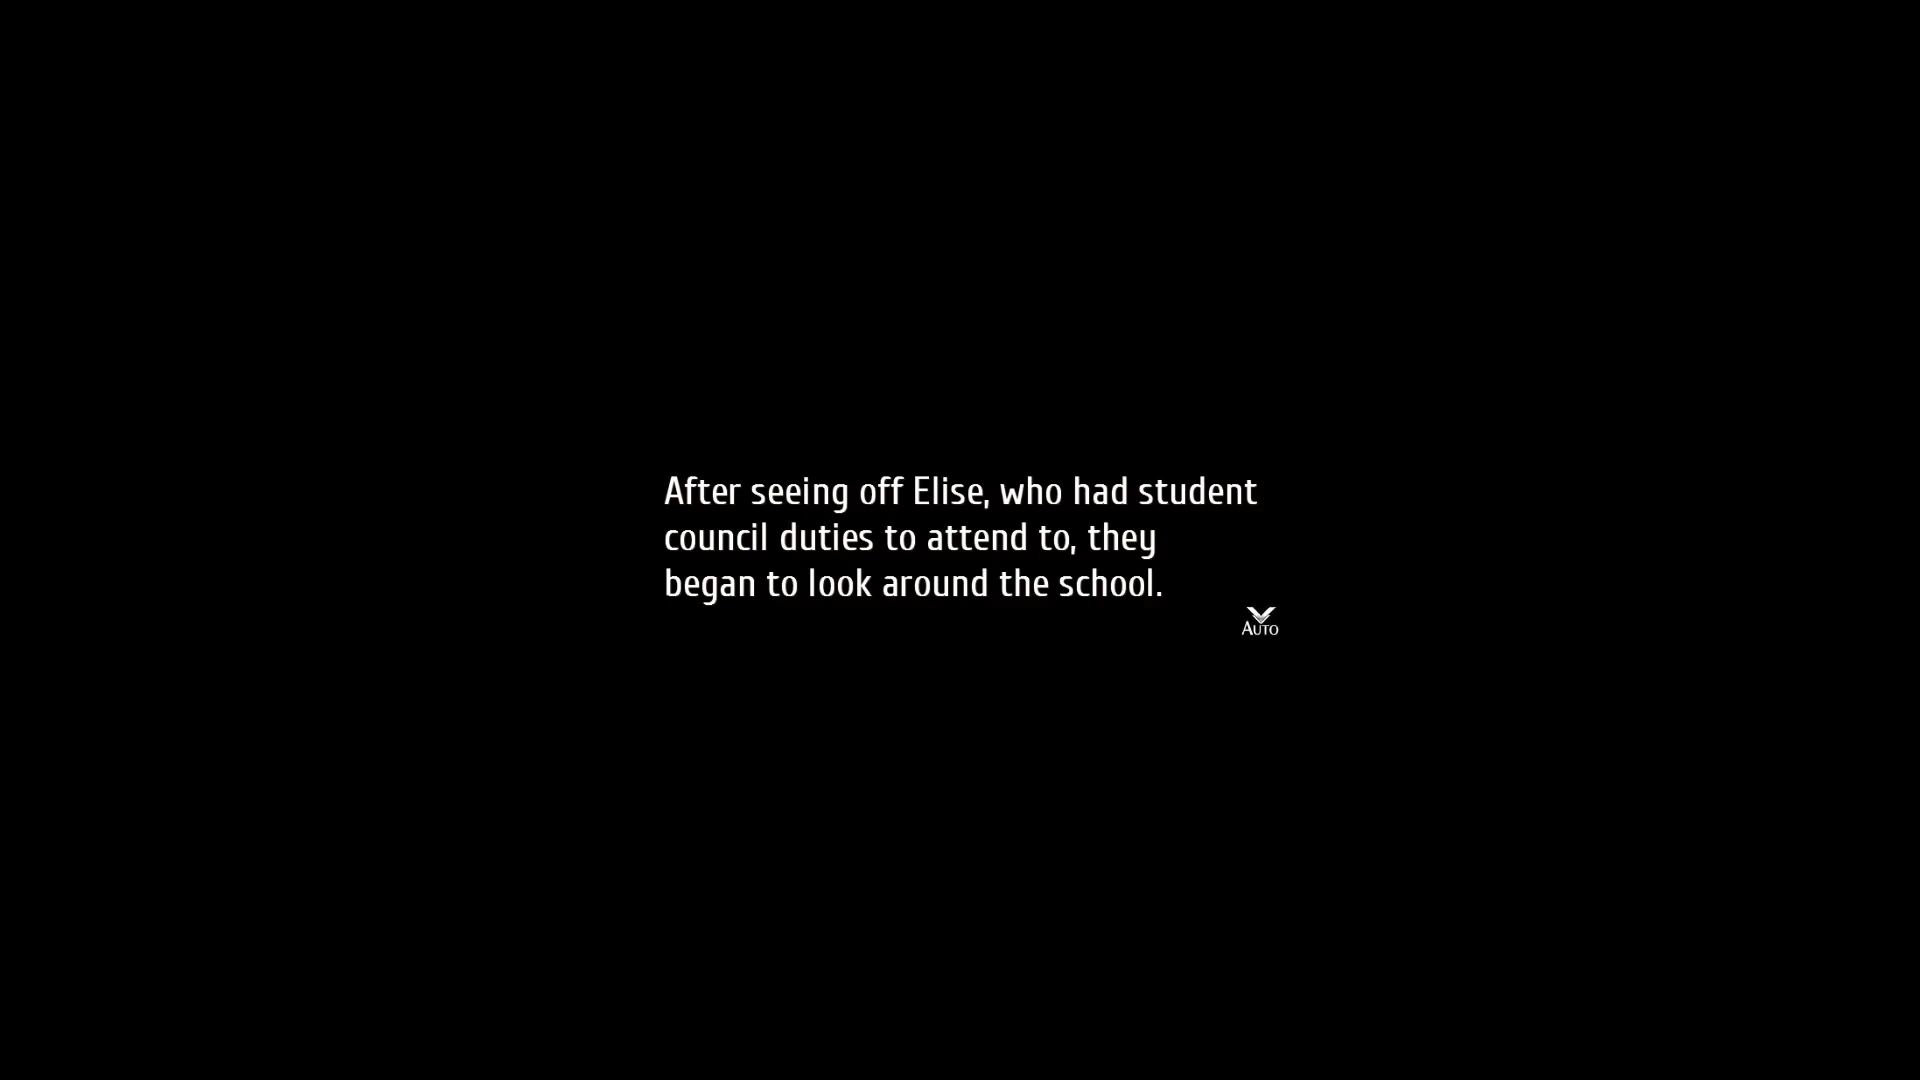 After seeing off Elise, who had student
council duties to attend to, they
began to look around the school.
AUTO